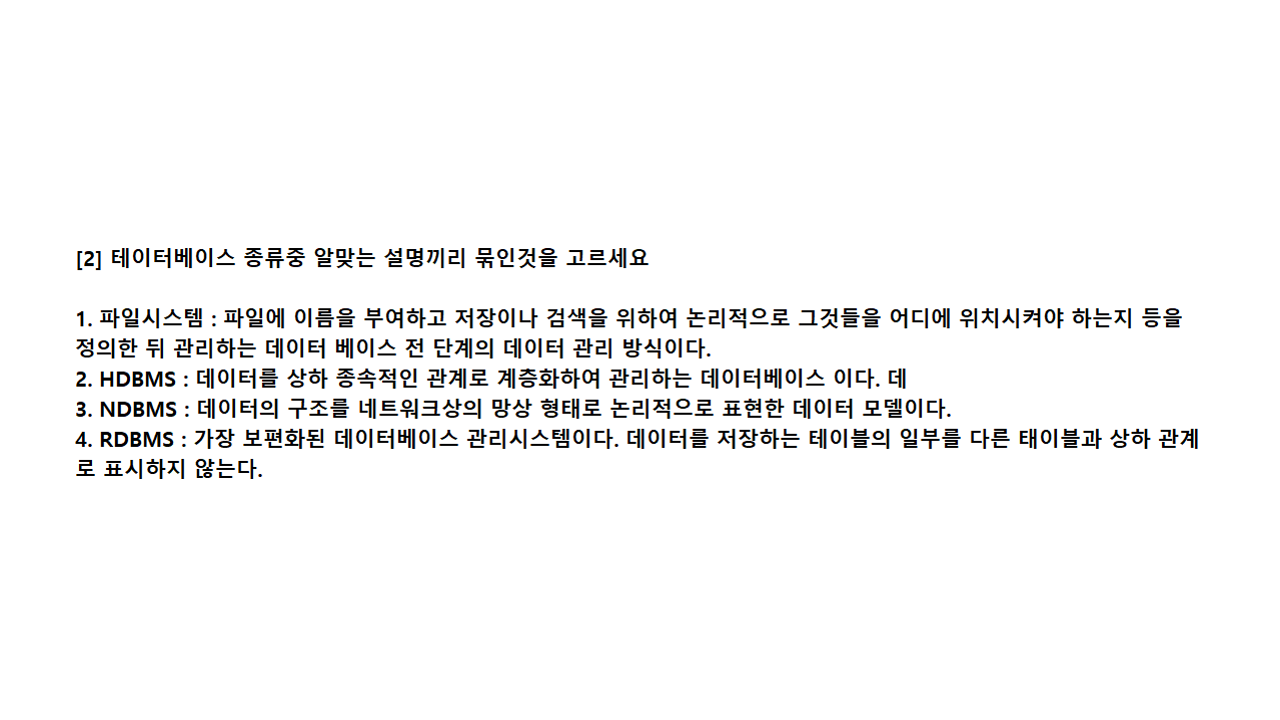 [2] 테이터베이스 종류중 알맞는 설명끼리 묶인것을 고르세요
1. 파일시스템 : 파일에 이름을 부여하고 저장이나 검색을 위하여 논리적으로 그것들을 어디에 위치시켜야 하는지 등을
정의한 뒤 관리하는 데이터 베이스 전 단계의 데이터 관리 방식이다.
2. HDBMS : 데이터를 상하 종속적인 관계로 계층화하여 관리하는 데이터베이스 이다. 데
3. NDBMS : 데이터의 구조를 네트워크상의 망상 형태로 논리적으로 표현한 데이터 모델이다.
4. RDBMS : 가장 보편화된 데이터베이스 관리시스템이다. 데이터를 저장하는 테이블의 일부를 다른 태이블과 상하 관계
로 표시하지 않는다.